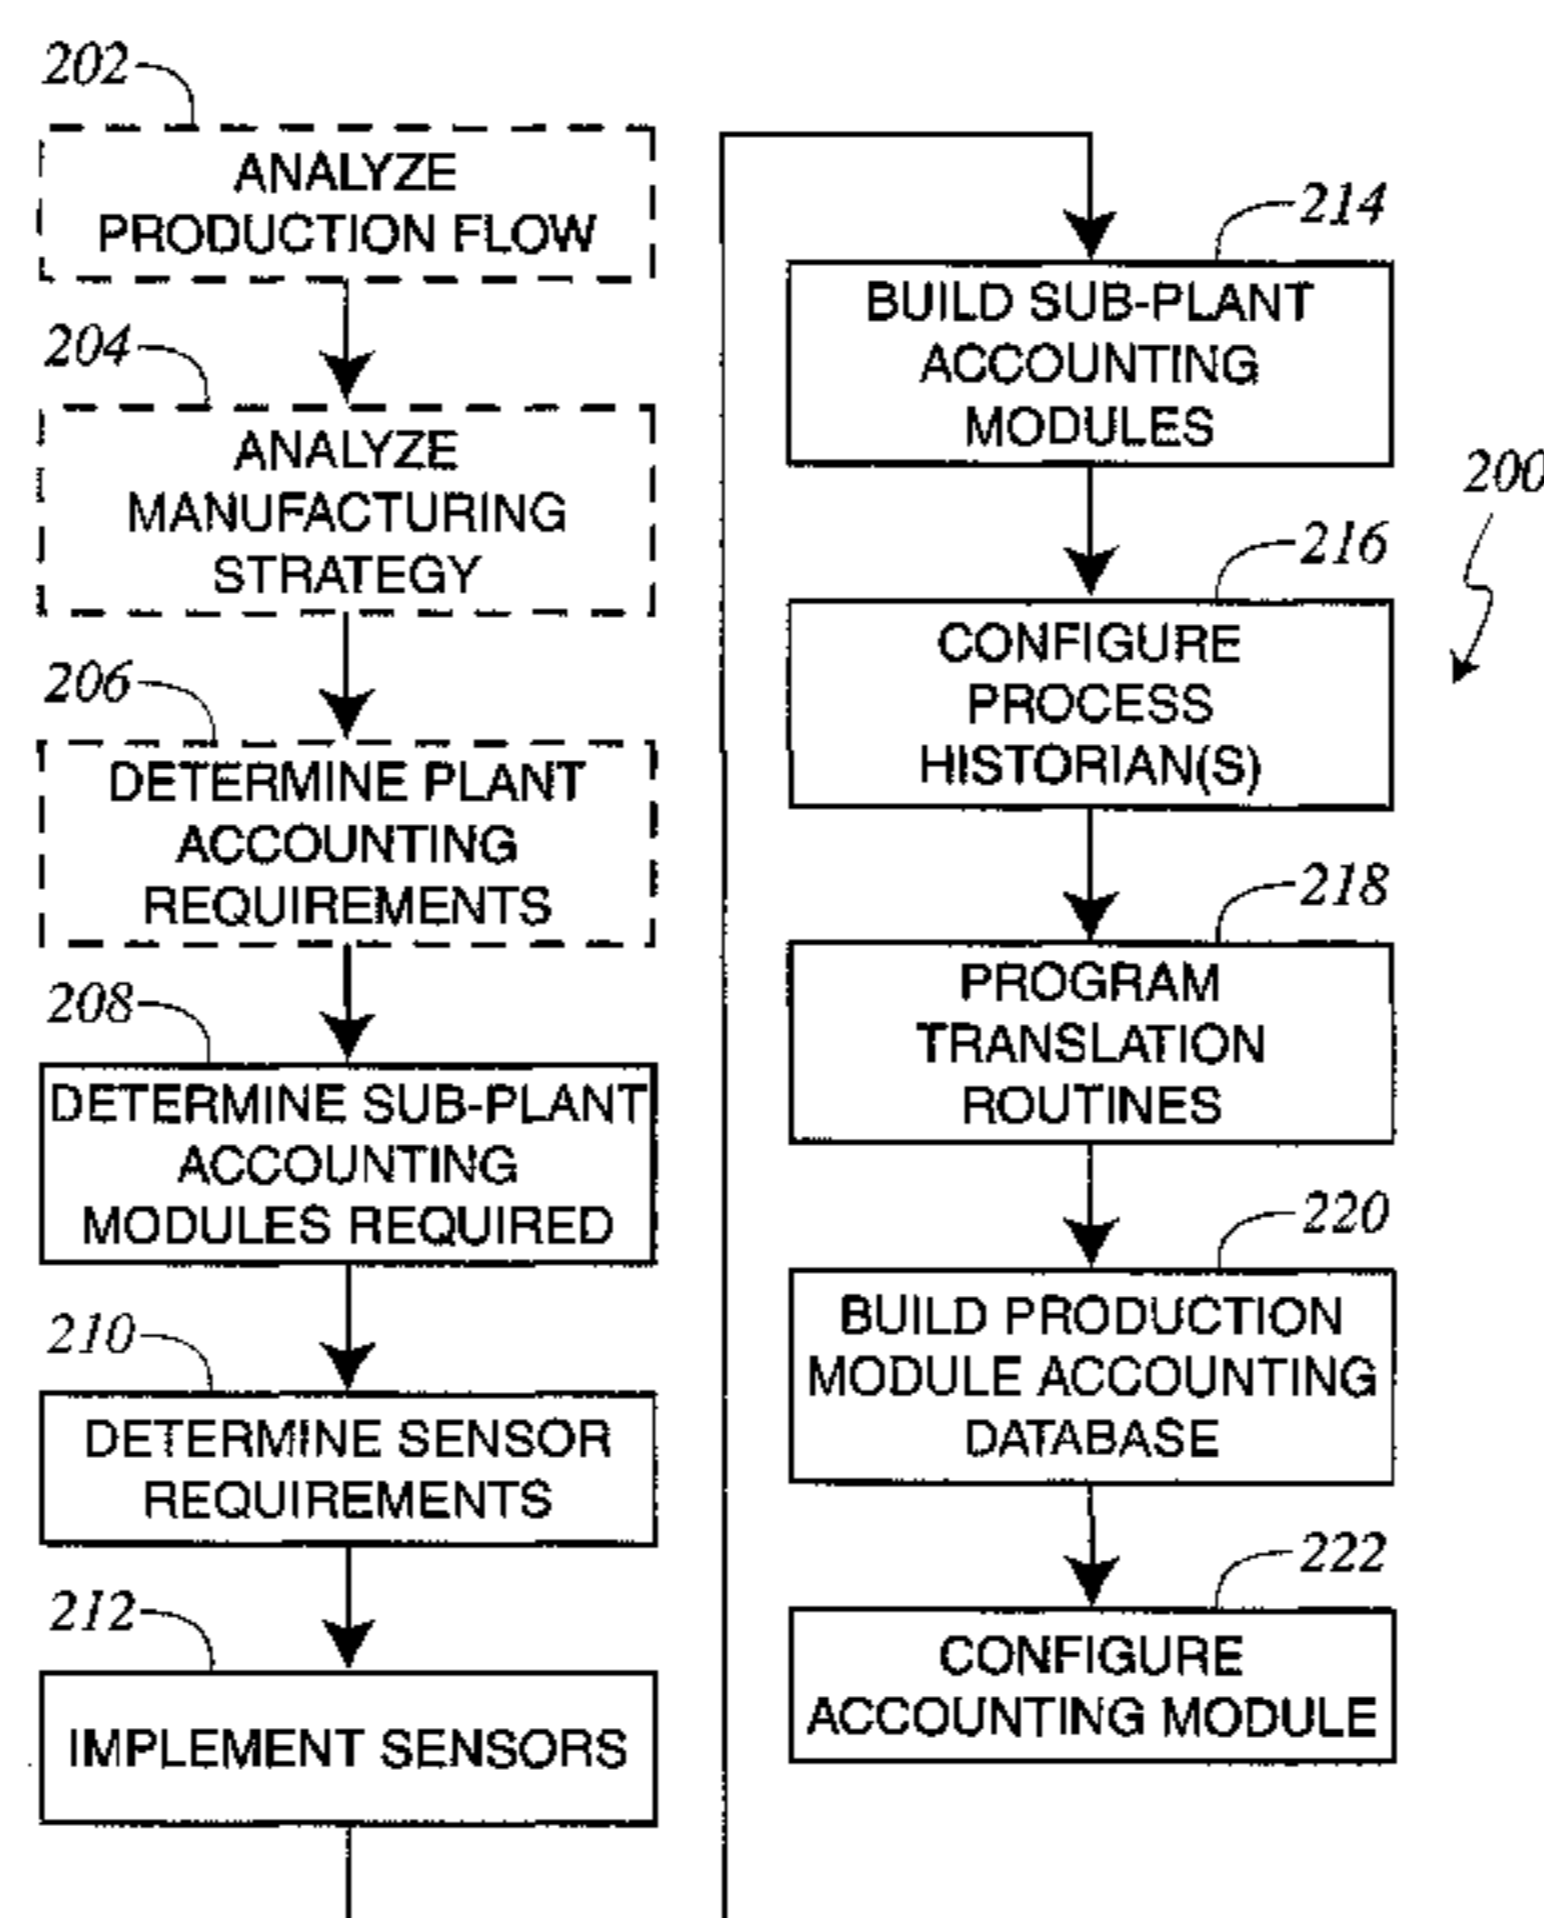 202
ANALYZE
PRODUCTION FLOW
204
ANALYZE
MANUFACTURING
STRATEGY
206
DETERMINE PLANT
ACCOUNTING
REQUIREMENTS
208
DETERMINE SUB-PLANT
ACCOUNTING
MODULES REQUIRED
210
DETERMINE SENSOR
REQUIREMENTS
212
IMPLEMENT SENSORS
214
BUILD SUB-PLANT
ACCOUNTING
MODULES
200
216
CONFIGURE
PROCESS
HISTORIAN(S)
218
PROGRAM
TRANSLATION
ROUTINES
220
BUILD PRODUCTION
MODULE ACCOUNTING
DATABASE
222
CONFIGURE
ACCOUNTING MODULE